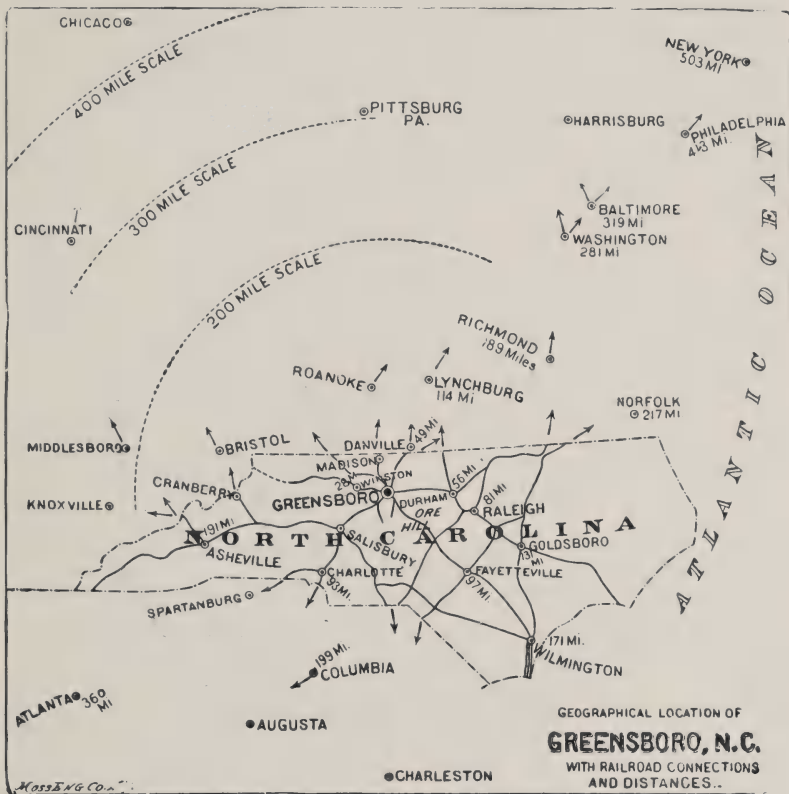 CHICAGO
NEW YORK
503 MI
400 MILE SCALE
PITTSBURG
PA.
HARRISBURG
PHILADELPHIA
413 Mi.
300 MILE SCALE
BALTIMORE
319 Mi
CINCINNATI
WASHINGTON
281 Mi
ATLANTIC OCEAN
200 MILE SCALE
RICHMOND
189 Miles
ROANOKE
LYNCHBURG
114 Mi
NORFOLK
217 MI
MIDDLESBORO
BRISTOL
DANVILLE
49 Mi
MADISON
28 M
WINSTON
CRANBERRY
GREENSBORO
DURHAM
56 Mi.
81 Mi
RALEIGH
KNOXVILLE
ORE
HILL
191 Mi
NORTH CAROLINA
ASHEVILLE
SALISBURY
GOLDSBORO
MI
CHARLOTTE
93 Mi.
FAYETTEVILLE
97 Mi.
SPARTANBURG
171 Mi.
WILMINGTON
199 Mi.
COLUMBIA
ATLANTA
360
MI
AUGUSTA
CHARLESTON
GEOGRAPHICAL LOCATION OF
GREENSBORO, N.C.
WITH RAILROAD CONNECTIONS
AND DISTANCES..
MOSS ENG CO.